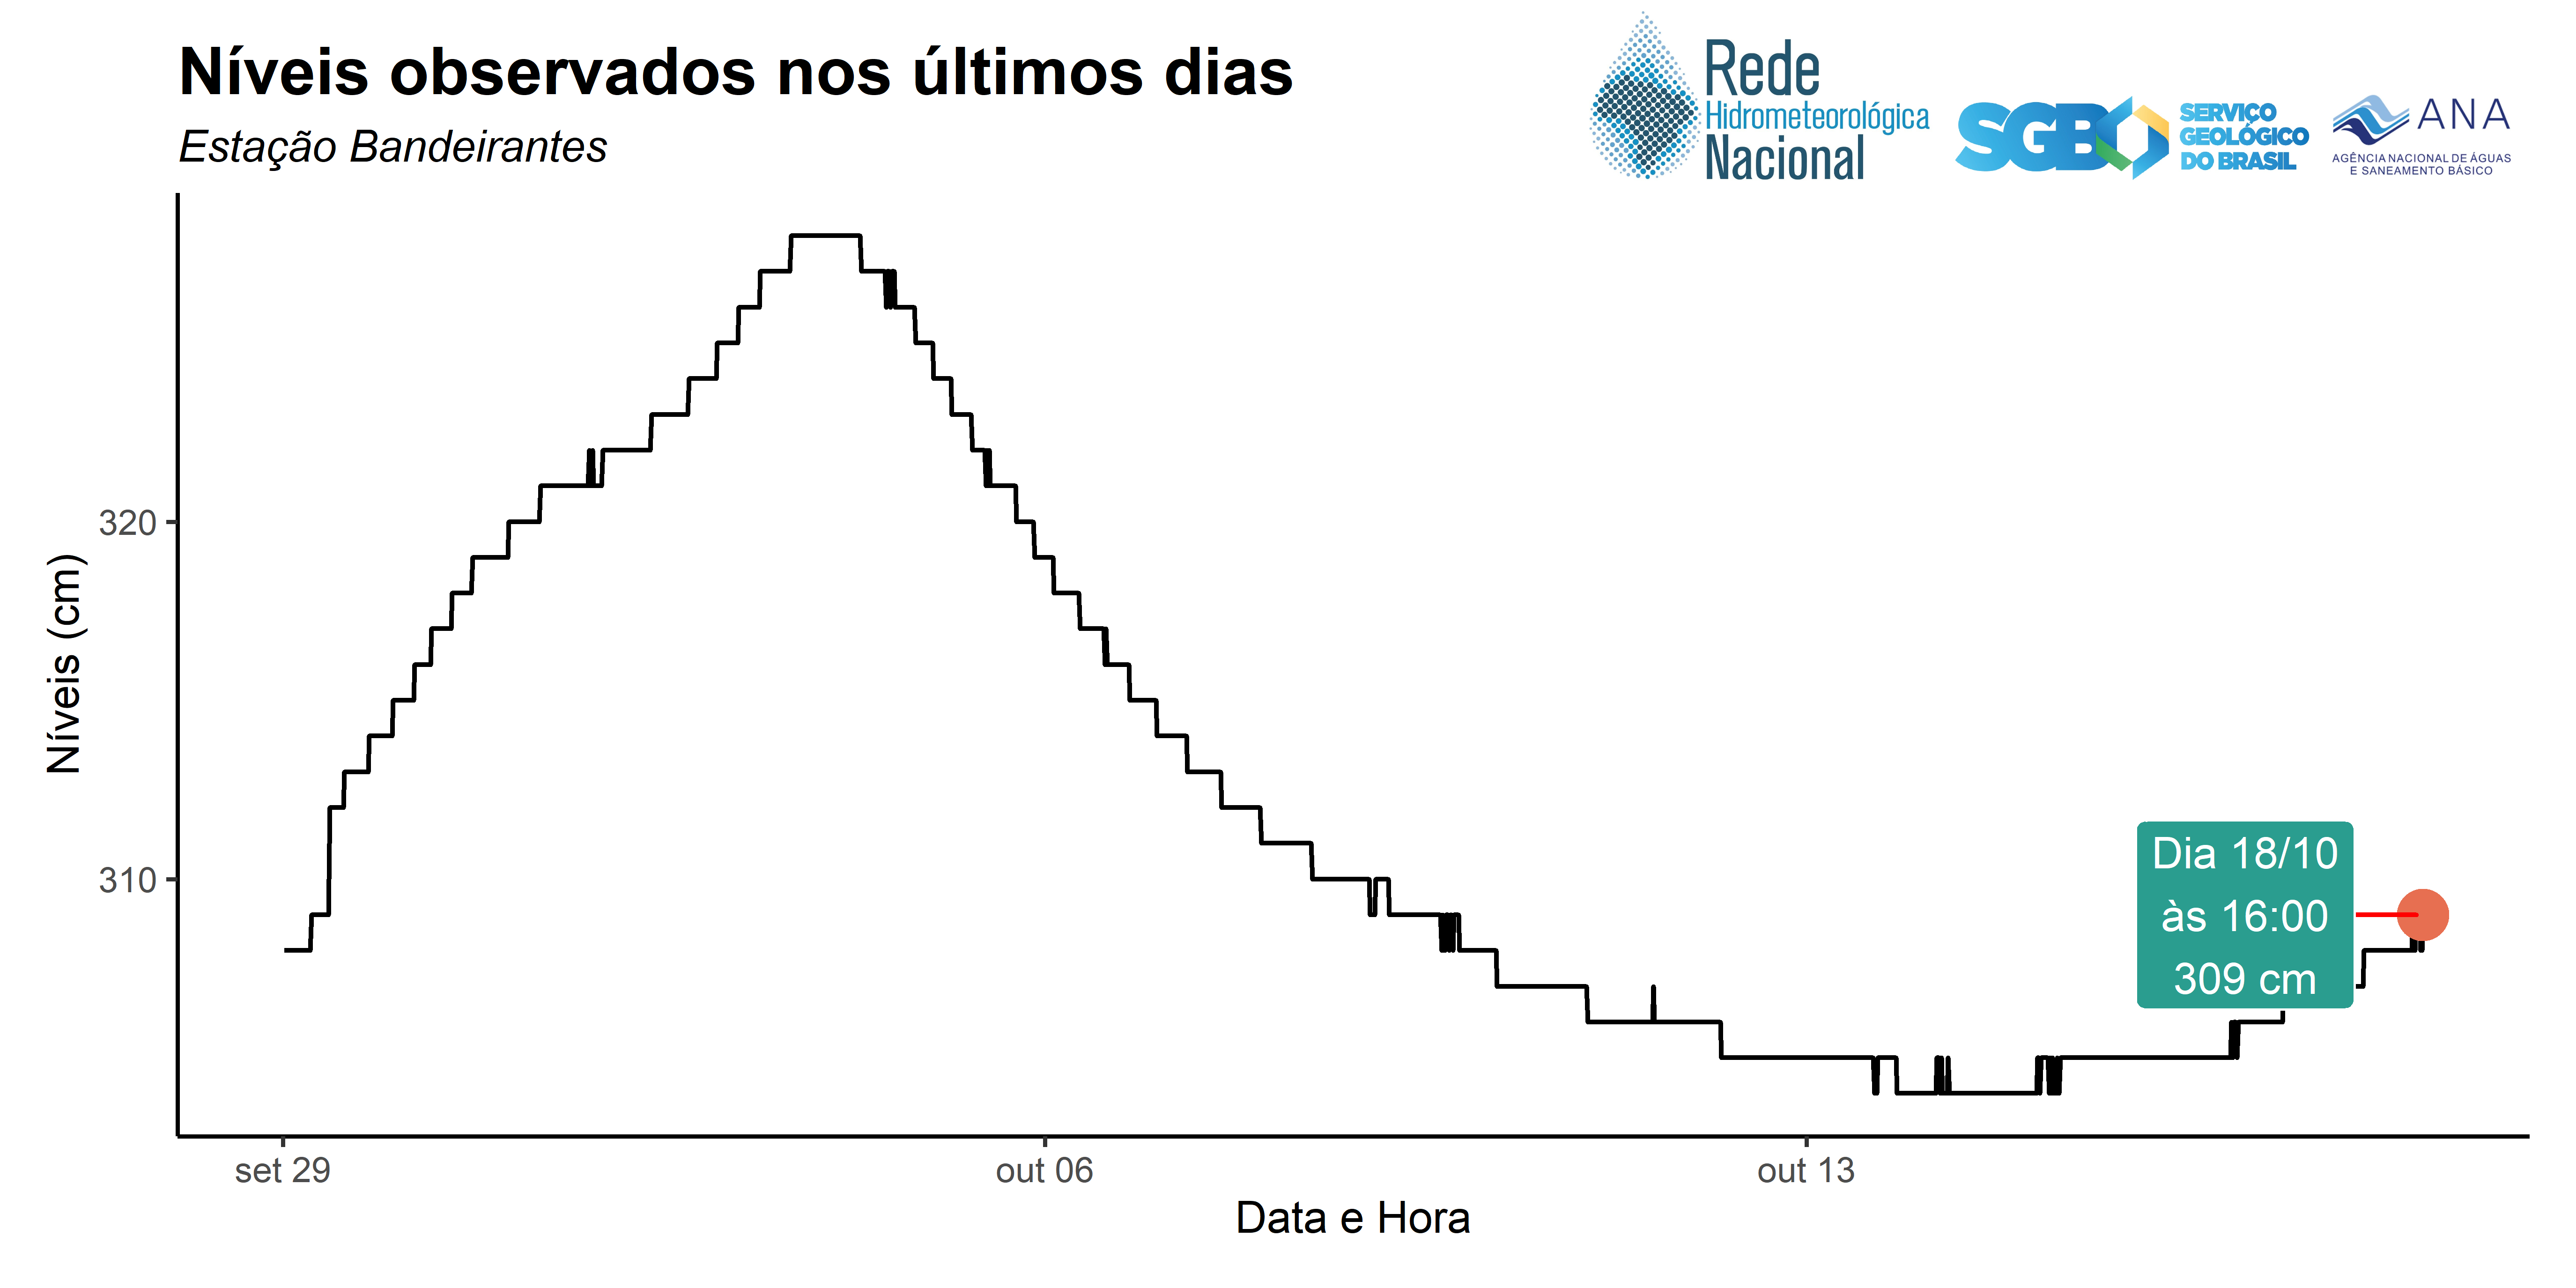 Níveis observados nos últimos dias
Estação Bandeirantes
Rede
Hidrometeorológica
Nacional
SGB
SERVIÇO
GEOLÓGICO
DO BRASIL
ANA
AGÊNCIA NACIONAL DE ÁGUAS
E SANEAMENTO BÁSICO
Níveis (cm)
320
310
Dia 18/10
às 16:00
309 cm
set 29
out 06
out 13
Data e Hora